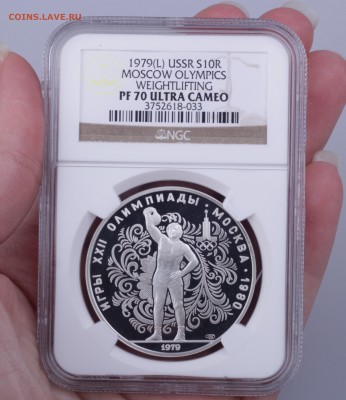 COINS.LAVE.RU
1979(L) USSR S10R
MOSCOW OLYMPICS
WEIGHTLIFTING
PF 70 ULTRA CAMEO
3752618-033
NGC
ИГРЫ XXII ОЛИМПИАДЫ • МОСКВА • 1980
1979